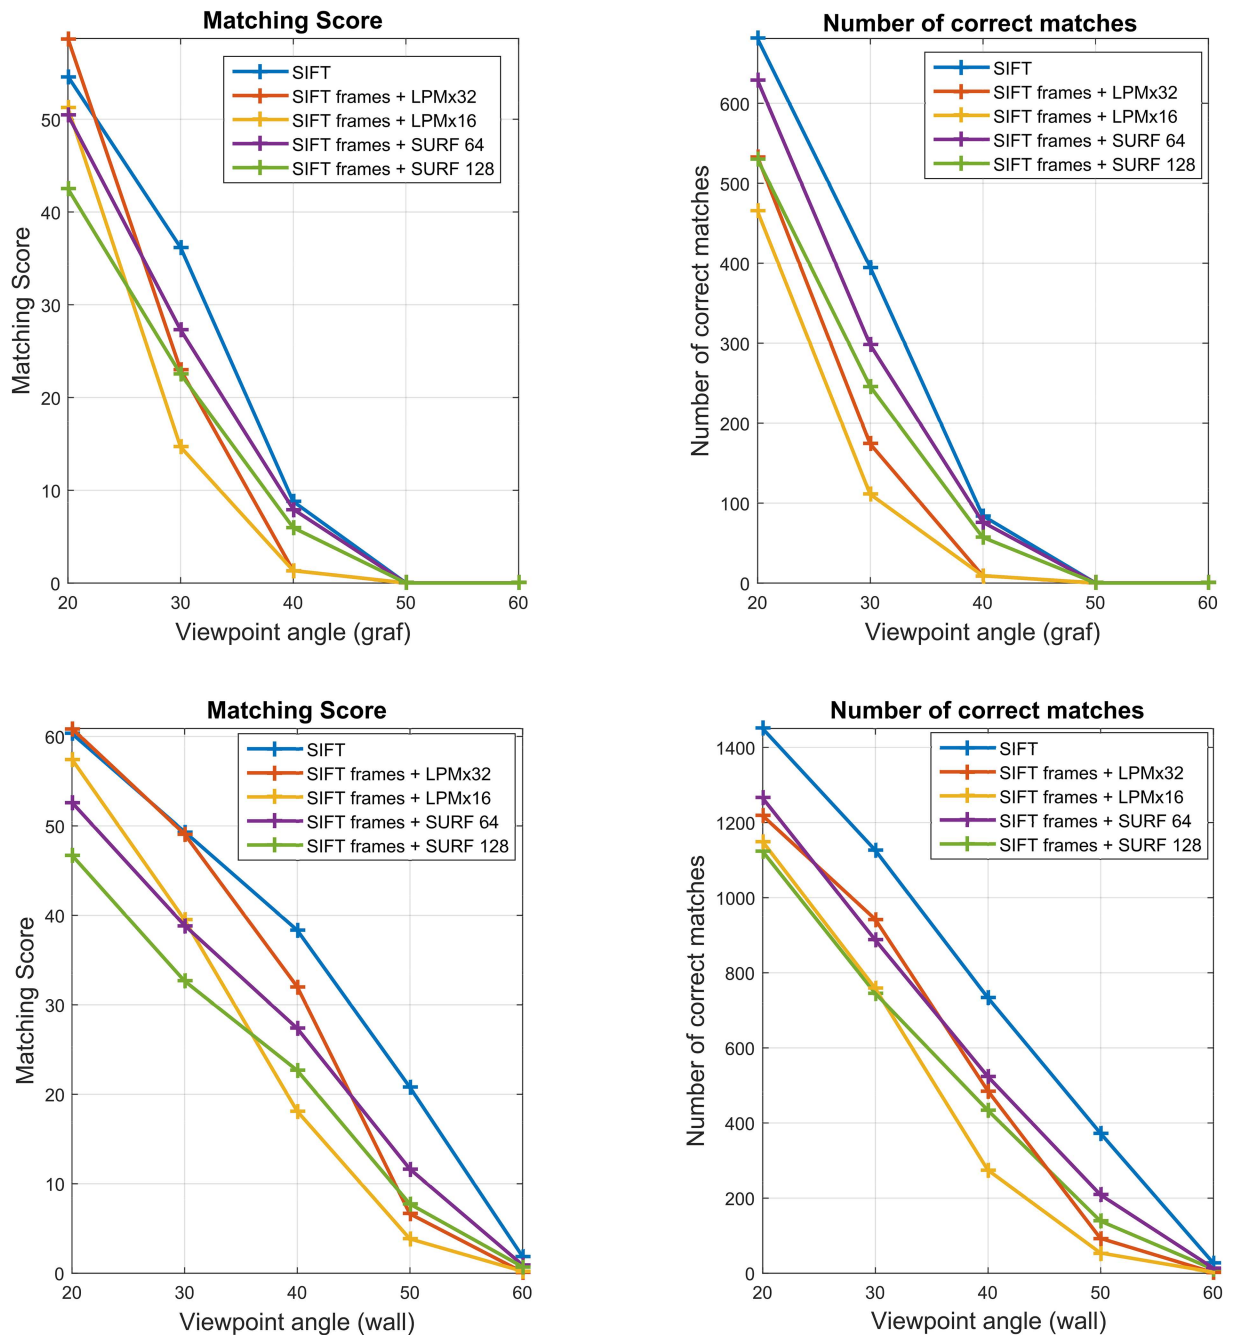 Matching Score
Number of correct matches
SIFT
SIFT frames + LPMx32
SIFT frames + LPMx16
SIFT frames + SURF 64
SIFT frames + SURF 128
Matching Score
50
40
30
20
10
0
20 30 40 50 60
Viewpoint angle (graf)
SIFT
SIFT frames + LPMx32
SIFT frames + LPMx16
SIFT frames + SURF 64
SIFT frames + SURF 128
Number of correct matches
600
500
400
300
200
100
0
20 30 40 50 60
Viewpoint angle (graf)
Matching Score
Number of correct matches
SIFT
SIFT frames + LPMx32
SIFT frames + LPMx16
SIFT frames + SURF 64
SIFT frames + SURF 128
Matching Score
60
50
40
30
20
10
0
20 30 40 50 60
Viewpoint angle (wall)
SIFT
SIFT frames + LPMx32
SIFT frames + LPMx16
SIFT frames + SURF 64
SIFT frames + SURF 128
Number of correct matches
1400
1200
1000
800
600
400
200
0
20 30 40 50 60
Viewpoint angle (wall)